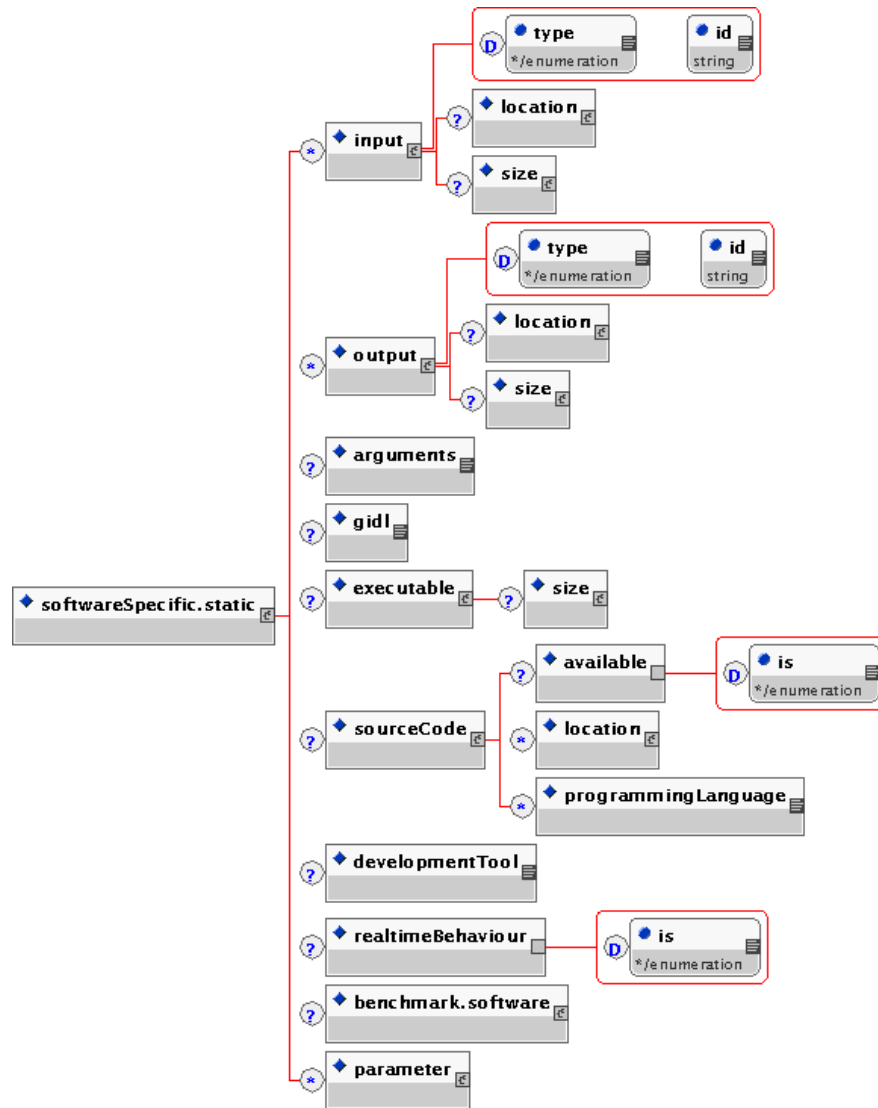 type
id
D
*/enumeration
string
location
?
input
*
size
?
type
id
D
*/enumeration
string
location
?
output
*
size
?
arguments
?
gidl
?
executable
size
?
?
softwareSpecific.static
available
is
?
D
*/enumeration
sourceCode
location
?
*
programmingLanguage
*
developmentTool
?
realtimeBehaviour
is
?
D
*/enumeration
benchmark.software
?
parameter
*